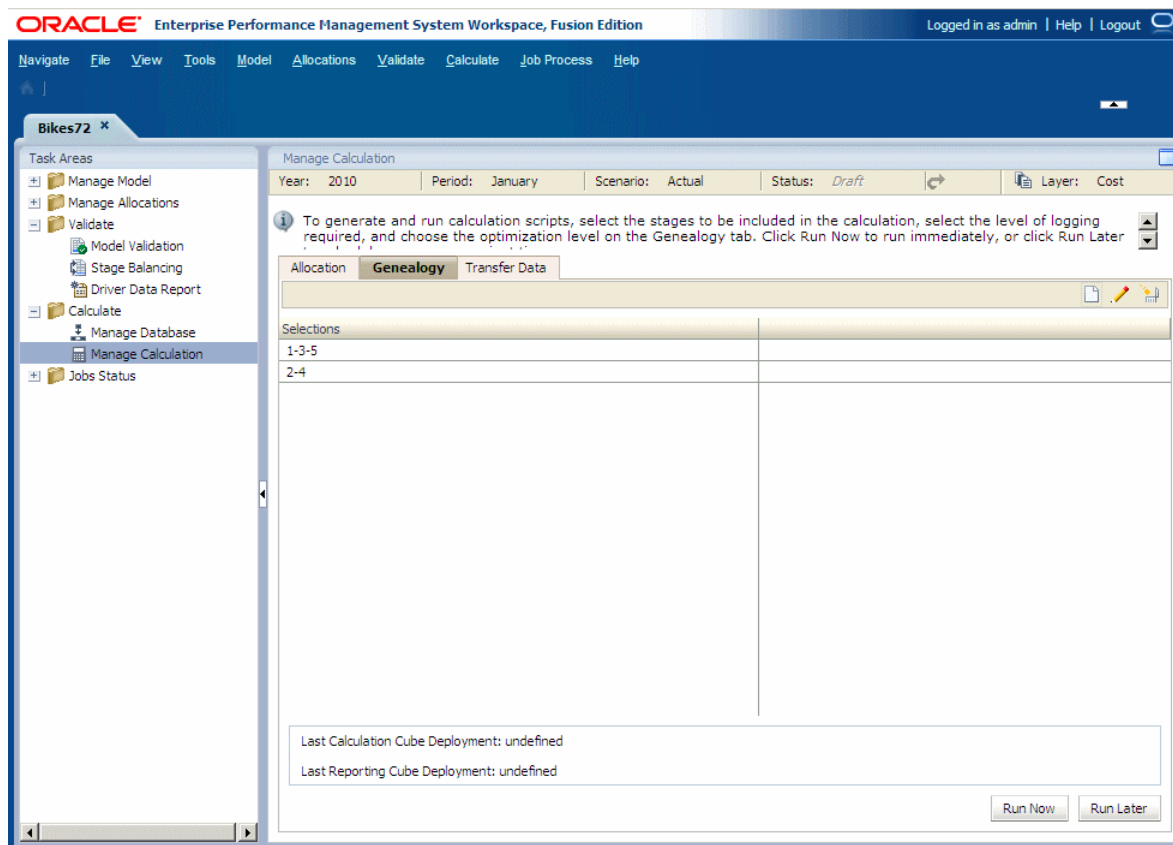 ORACLE Enterprise Performance Management System Workspace, Fusion Edition
Logged in as admin | Help | Logout
Navigate File View Tools Model Allocations Validate Calculate Job Process Help
Bikes72
Task Areas
Manage Model
Manage Allocations
Validate
Model Validation
Stage Balancing
Driver Data Report
Calculate
Manage Database
Manage Calculation
Jobs Status
Manage Calculation
Year: 2010 Period: January Scenario: Actual Status: Draft Layer: Cost
To generate and run calculation scripts, select the stages to be included in the calculation, select the level of logging
required, and choose the optimization level on the Genealogy tab. Click Run Now to run immediately, or click Run Later
Allocation Genealogy Transfer Data
Selections
1-3-5
2-4
Last Calculation Cube Deployment: undefined
Last Reporting Cube Deployment: undefined
Run Now Run Later